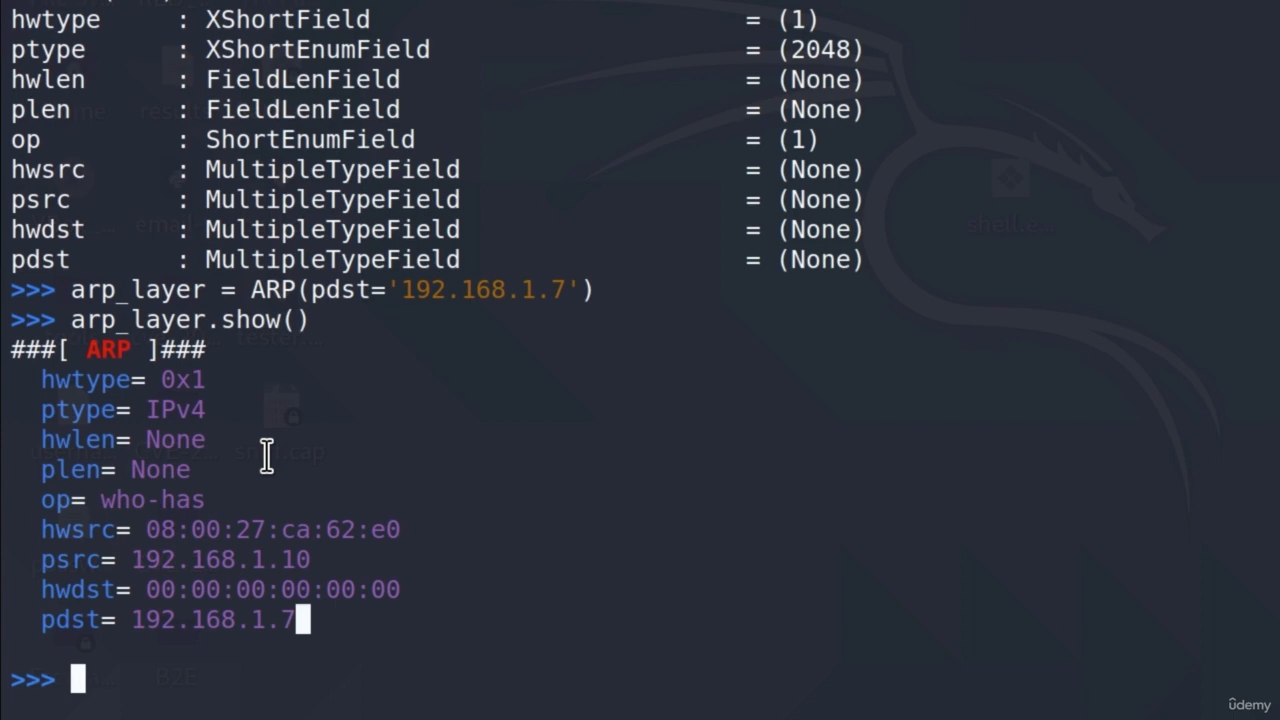 hwtype     : XShortField                         = (1)
ptype      : XShortEnumField                     = (2048)
hwlen      : FieldLenField                       = (None)
plen       : FieldLenField                       = (None)
op         : ShortEnumField                      = (1)
hwsrc      : MultipleTypeField                   = (None)
psrc       : MultipleTypeField                   = (None)
hwdst      : MultipleTypeField                   = (None)
pdst       : MultipleTypeField                   = (None)
>>> arp_layer = ARP(pdst='192.168.1.7')
>>> arp_layer.show()
###[ ARP ]###
  hwtype= 0x1
  ptype= IPv4
  hwlen= None
  plen= None
  op= who-has
  hwsrc= 08:00:27:ca:62:e0
  psrc= 192.168.1.10
  hwdst= 00:00:00:00:00:00
  pdst= 192.168.1.7
>>>
B2E
ûdemy